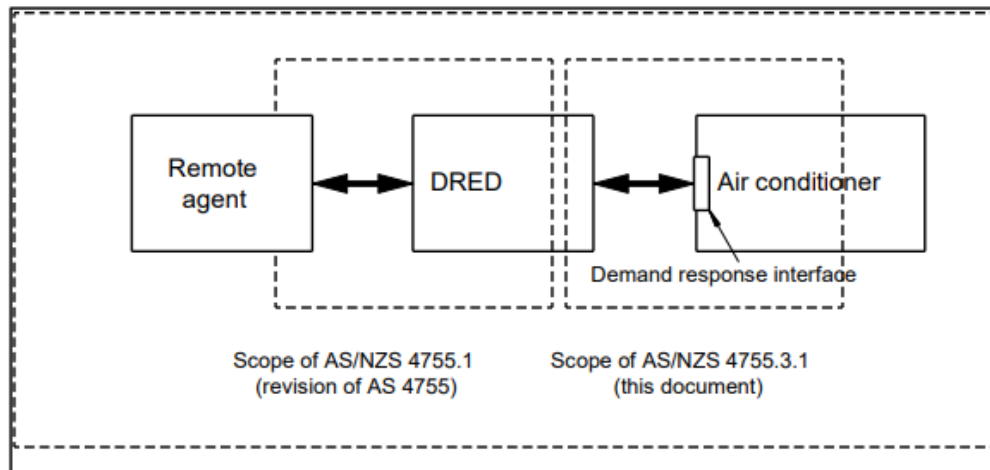 Remote
agent
DRED
Air conditioner
Demand response interface
Scope of AS/NZS 4755.1
(revision of AS 4755)
Scope of AS/NZS 4755.3.1
(this document)